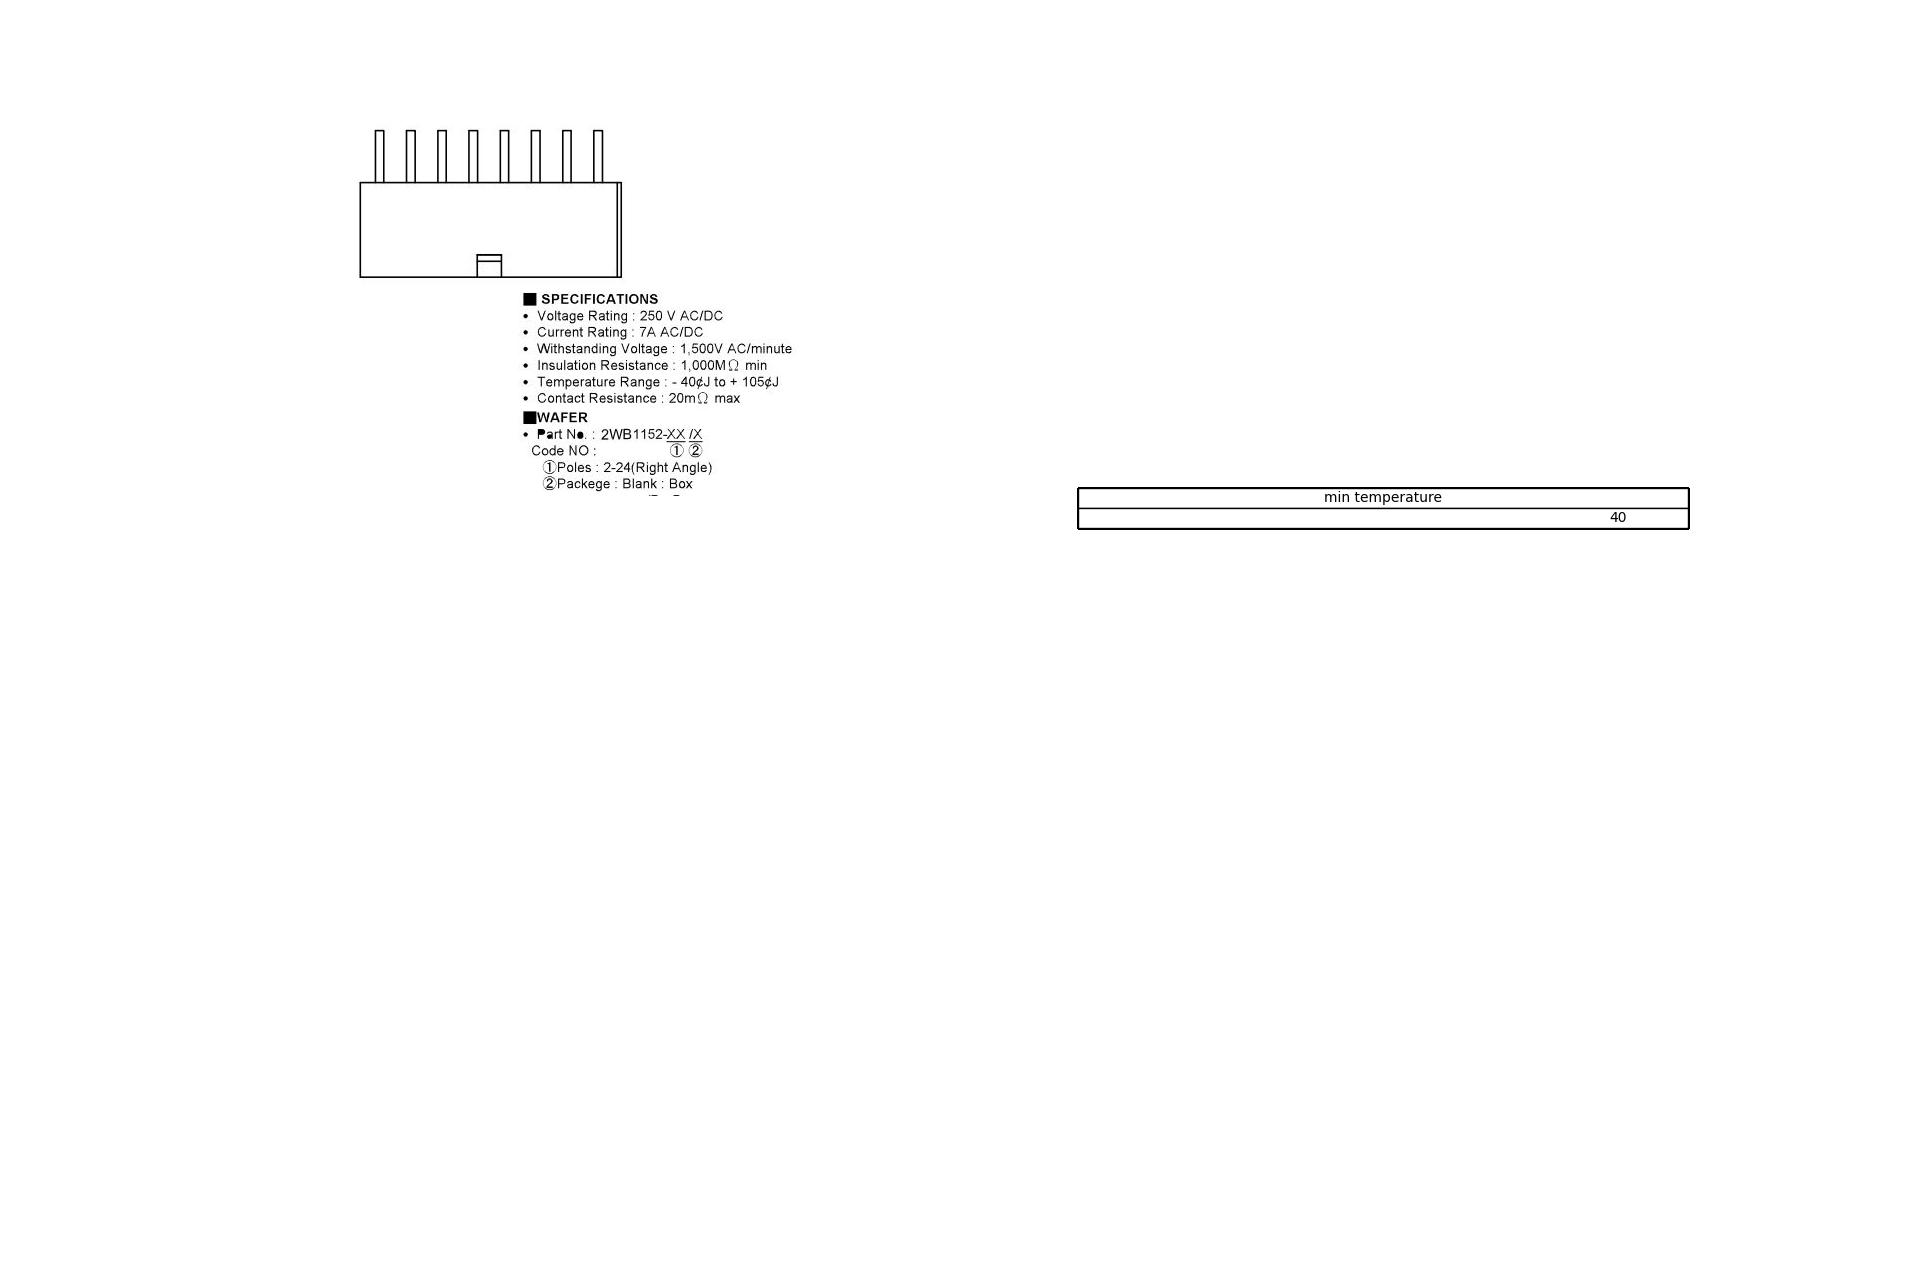 ■ SPECIFICATIONS
• Voltage Rating : 250 V AC/DC
• Current Rating : 7A AC/DC
• Withstanding Voltage : 1,500V AC/minute
• Insulation Resistance : 1,000MΩ min
• Temperature Range : - 40¢J to + 105¢J
• Contact Resistance : 20mΩ max
■WAFER
• Part No. : 2WB1152-XX /X
Code NO : ① ②
①Poles : 2-24(Right Angle)
②Packege : Blank : Box
min temperature
40